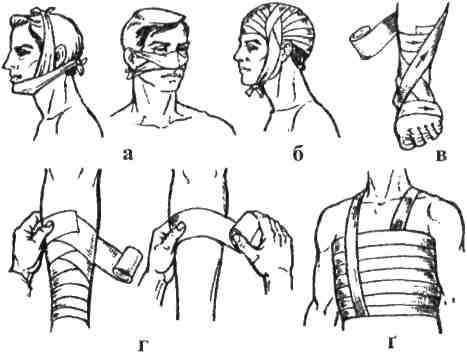 а б в
г ґ